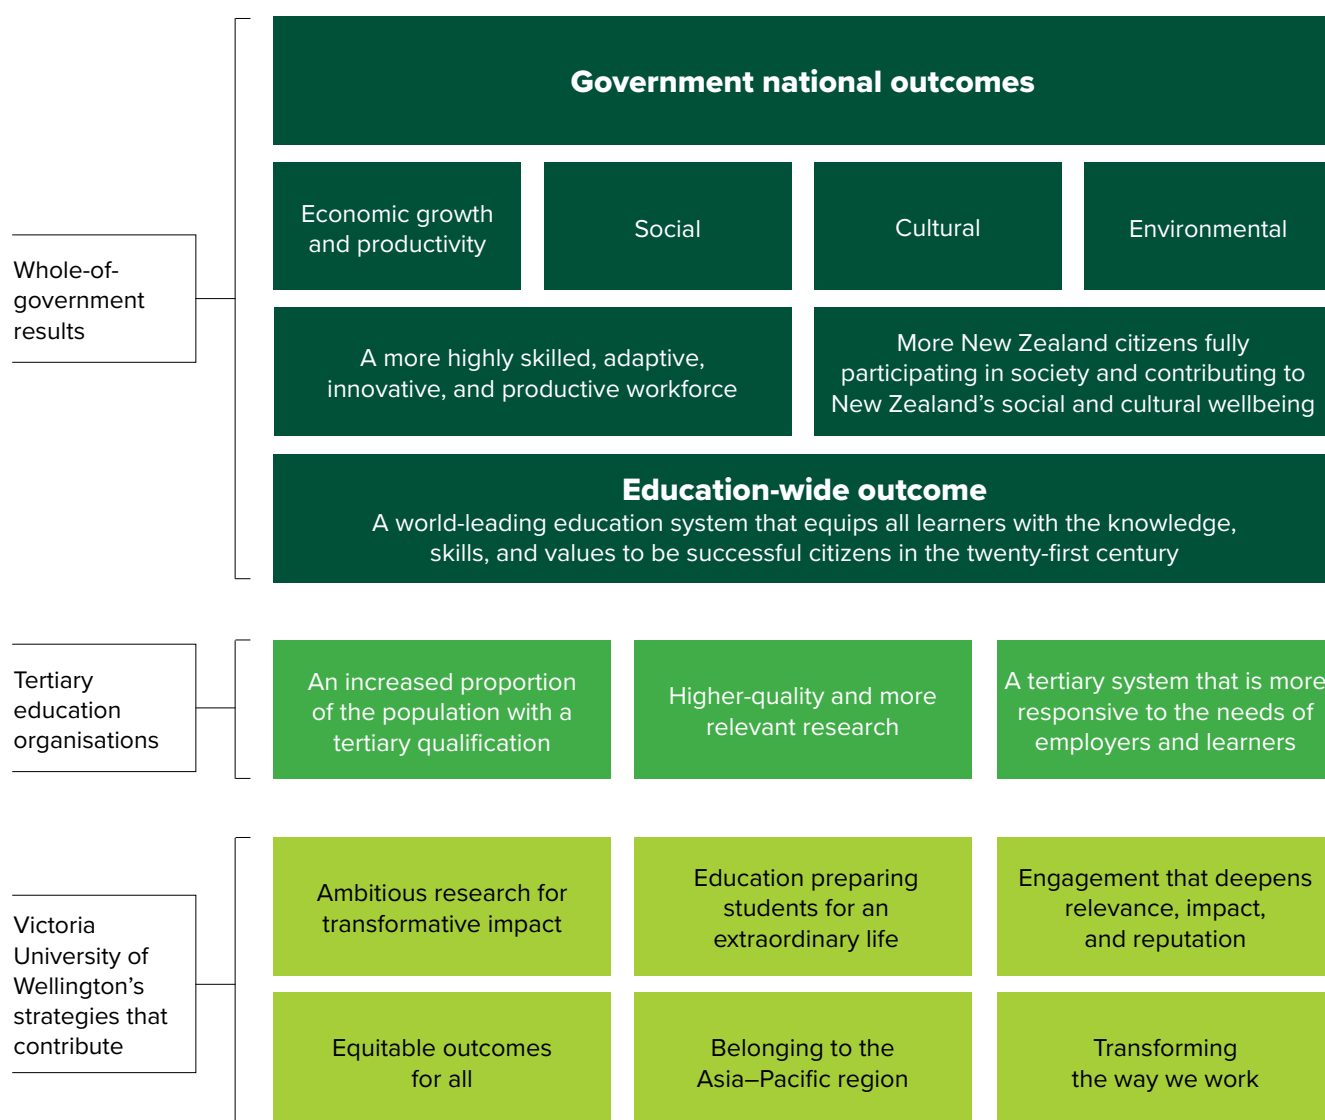 Government national outcomes
Economic growth
and productivity
Social
Cultural
Environmental
Whole-of-
government
results
A more highly skilled, adaptive,
innovative, and productive workforce
More New Zealand citizens fully
participating in society and contributing to
New Zealand’s social and cultural wellbeing
Education-wide outcome
A world-leading education system that equips all learners with the knowledge,
skills, and values to be successful citizens in the twenty-first century
Tertiary
education
organisations
An increased proportion
of the population with a
tertiary qualification
Higher-quality and more
relevant research
A tertiary system that is more
responsive to the needs of
employers and learners
Victoria
University of
Wellington’s
strategies that
contribute
Ambitious research for
transformative impact
Education preparing
students for an
extraordinary life
Engagement that deepens
relevance, impact,
and reputation
Equitable outcomes
for all
Belonging to the
Asia–Pacific region
Transforming
the way we work